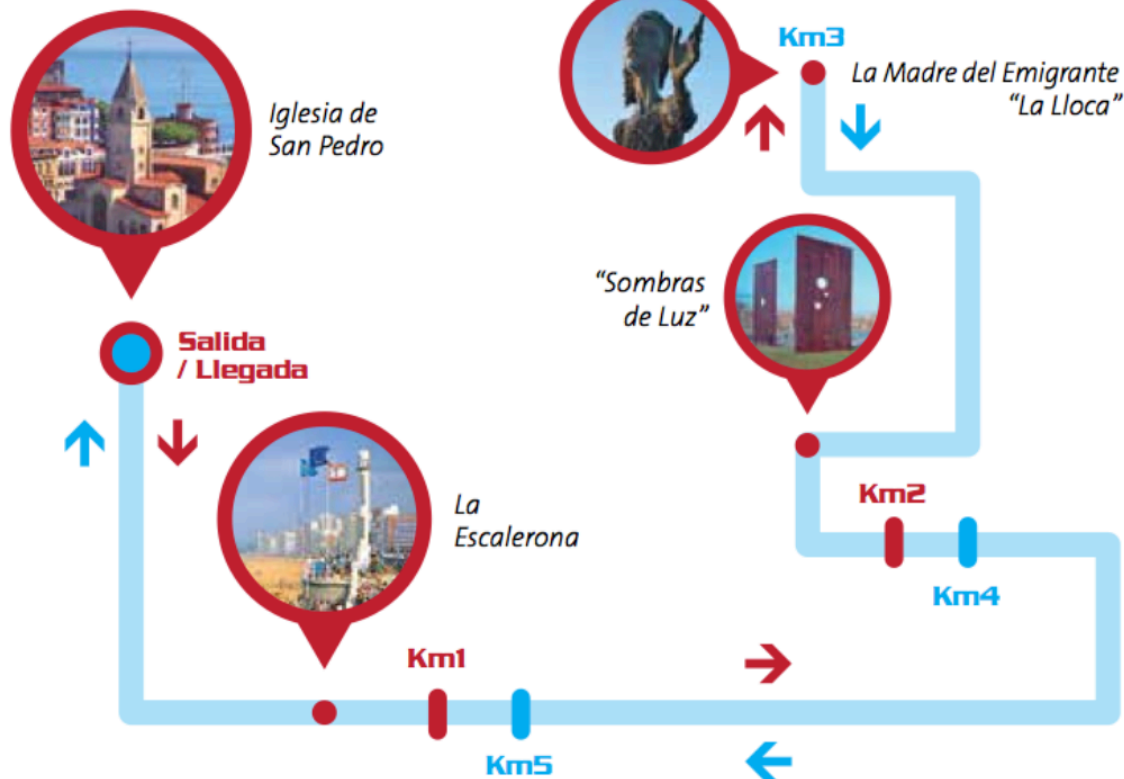 Km3
La Madre del Emigrante
“La Lloca”
Iglesia de
San Pedro
“Sombras
de Luz”
Salida
/ Llegada
La
Escalerona
Km2
Km4
Km1
Km5